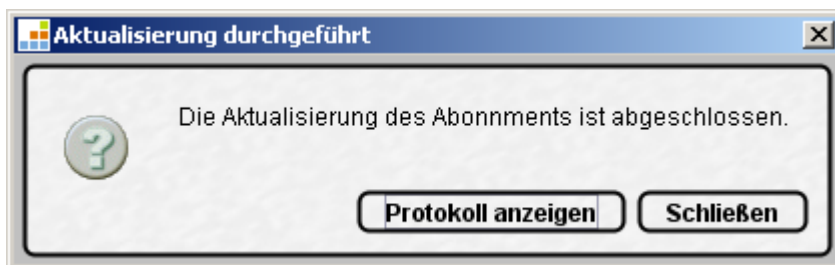 Aktualisierung durchgeführt
Die Aktualisierung des Abonnments ist abgeschlossen.
Protokoll anzeigen
Schließen